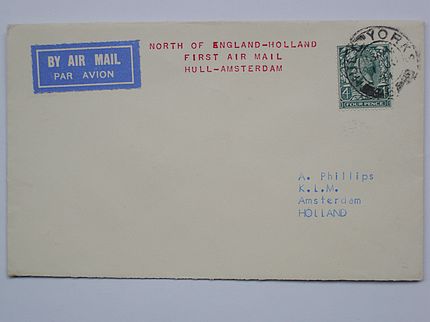 BY AIR MAIL
PAR AVION
NORTH OF ENGLAND-HOLLAND
FIRST AIR MAIL
HULL-AMSTERDAM
YORKS
FOUR PENCE
A. Phillips
K.L.M.
Amsterdam
HOLLAND